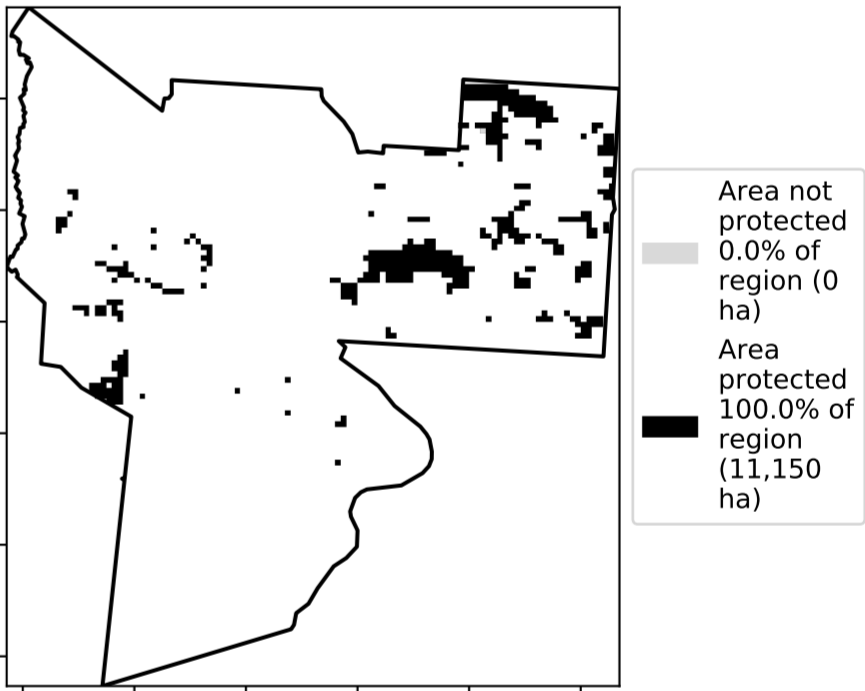 Area not
protected
0.0% of
region (0
ha)
Area
protected
100.0% of
region
(11,150
ha)